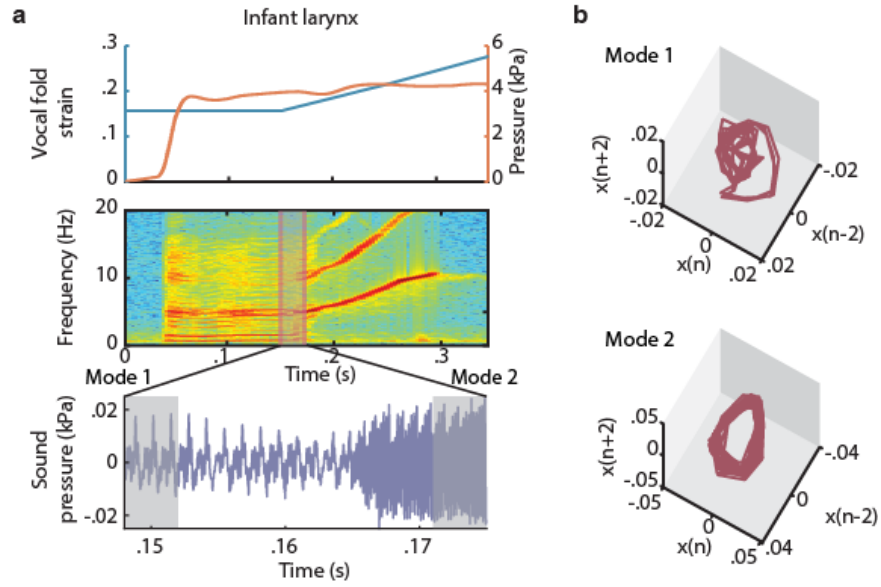 a
Infant larynx
Vocal fold
strain
.3
.2
.1
0
6
4
2
0
Pressure (kPa)
Frequency (Hz)
20
10
0
0
.1
.2
.3
Time (s)
Mode 1
Mode 2
Sound
pressure (kPa)
.02
0
-.02
.15
.16
.17
Time (s)
b
Mode 1
x(n+2)
.02
0
-.02
-.02
0
.02
x(n)
-.02
0
.02
x(n-2)
Mode 2
x(n+2)
.05
0
-.05
-.05
0
.05
x(n)
-.04
0
.04
x(n-2)